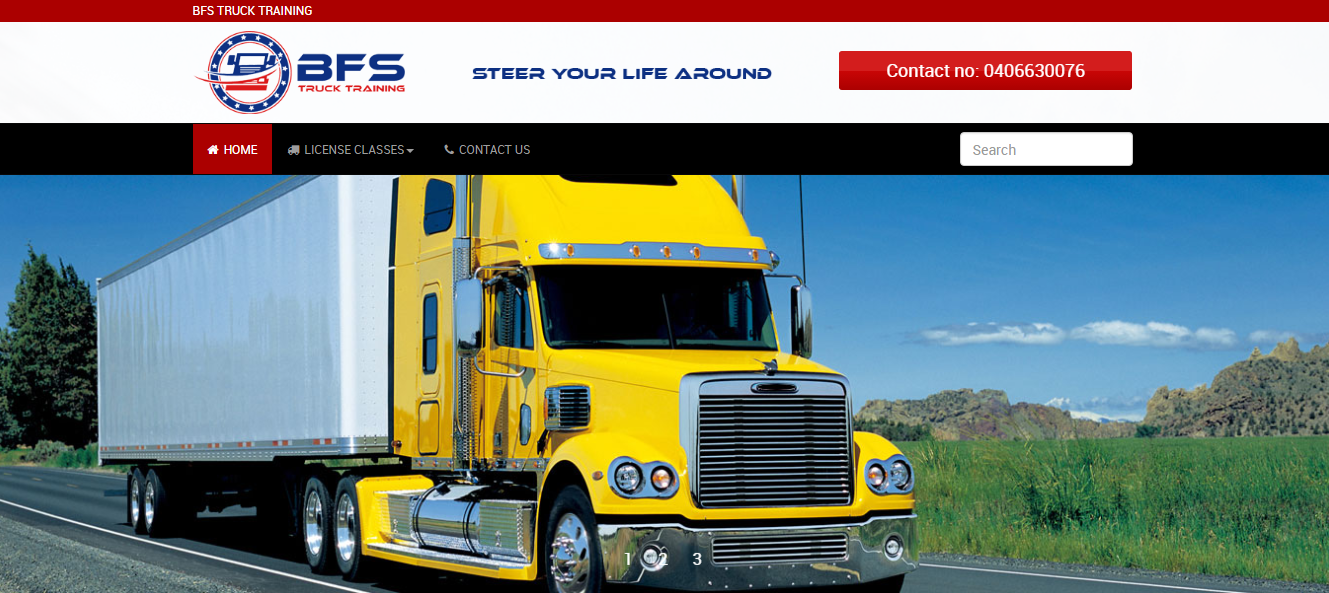 BFS TRUCK TRAINING
BFS
TRUCK TRAINING
STEER YOUR LIFE AROUND
Contact no: 0406630076
HOME
LICENSE CLASSES
CONTACT US
Search
1 2 3